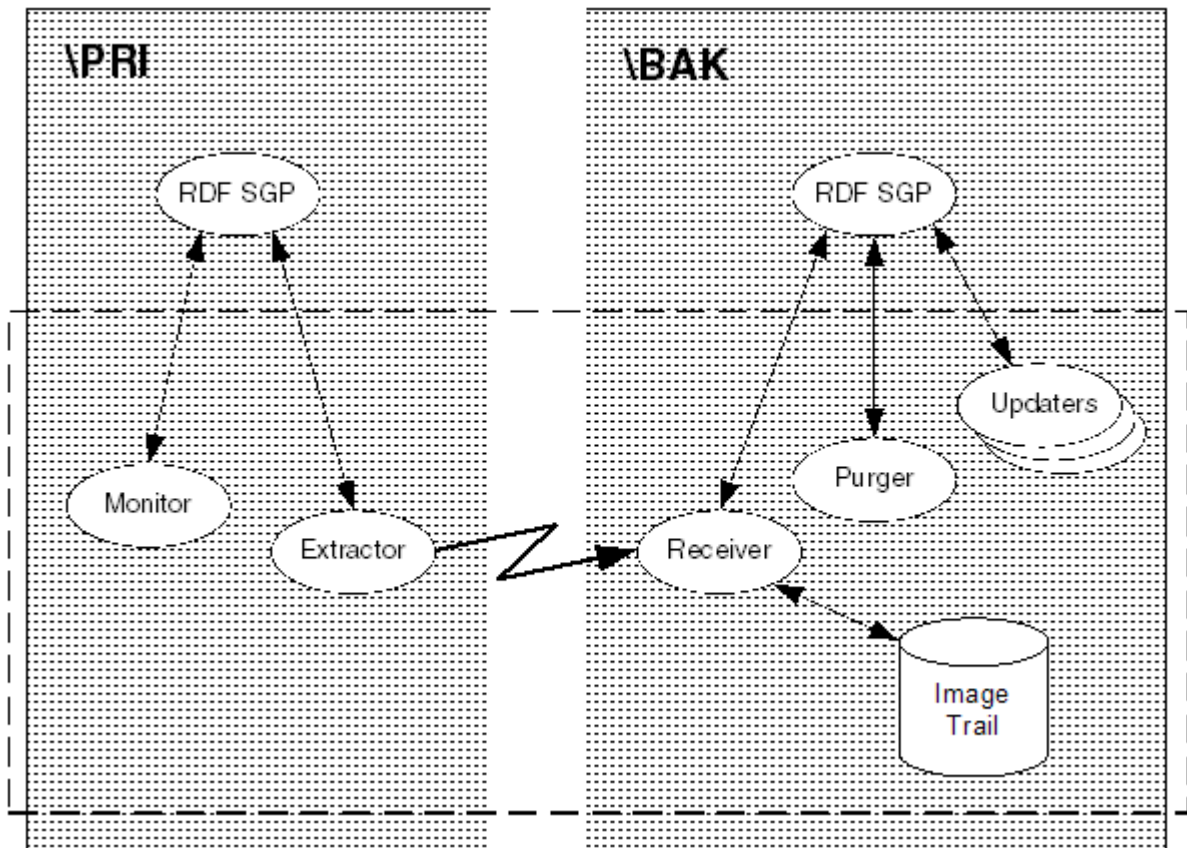 \PRI
\BAK
RDF SGP
RDF SGP
Updaters
Purger
Monitor
Extractor
Receiver
Image
Trail